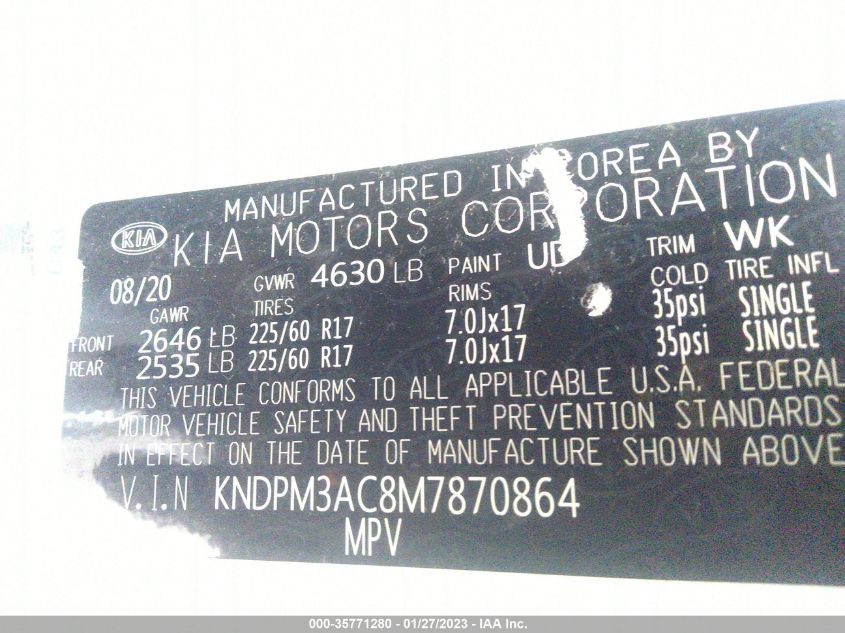 MANUFACTURED IN KOREA BY
KIA KIA MOTORS CORPORATION
08/20 GVWR 4630 LB PAINT UD TRIM WK
GAWR TIRES RIMS COLD TIRE INFL
FRONT 2646 LB 225/60 R17 7.0Jx17 35psi SINGLE
REAR 2535 LB 225/60 R17 7.0Jx17 35psi SINGLE
THIS VEHICLE CONFORMS TO ALL APPLICABLE U.S.A. FEDERAL
MOTOR VEHICLE SAFETY AND THEFT PREVENTION STANDARDS
IN EFFECT ON THE DATE OF MANUFACTURE SHOWN ABOVE
V.I.N KNDPM3AC8M7870864
MPV
000-35771280 - 01/27/2023 - IAA Inc.